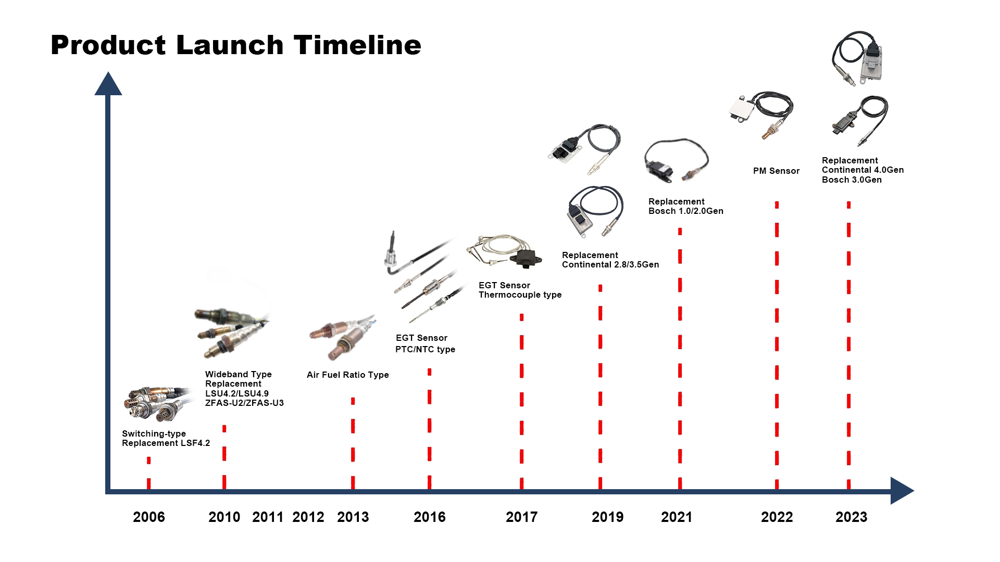 Product Launch Timeline
Switching-type
Replacement LSF4.2
Wideband Type
Replacement
LSU4.2/LSU4.9
ZFAS-U2/ZFAS-U3
Air Fuel Ratio Type
EGT Sensor
PTC/NTC type
EGT Sensor
Thermocouple type
Replacement
Continental 2.8/3.5Gen
Replacement
Bosch 1.0/2.0Gen
PM Sensor
Replacement
Continental 4.0Gen
Bosch 3.0Gen
2006 2010 2011 2012 2013 2016 2017 2019 2021 2022 2023